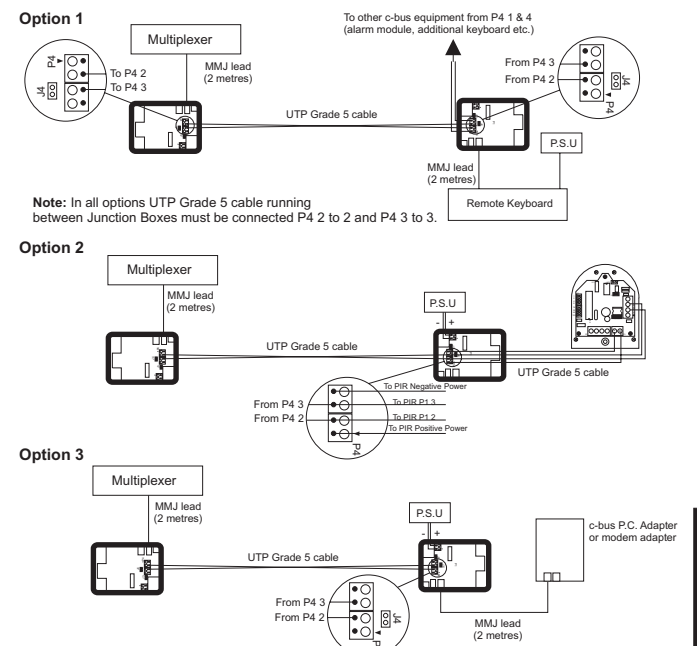 Option 1
Multiplexer
To other c-bus equipment from P4 1 & 4
(alarm module, additional keyboard etc.)
P4
J4
To P4 2
To P4 3
MMJ lead
(2 metres)
From P4 3
From P4 2
J4
P4
UTP Grade 5 cable
P.S.U
MMJ lead
(2 metres)
Remote Keyboard
Note: In all options UTP Grade 5 cable running
between Junction Boxes must be connected P4 2 to 2 and P4 3 to 3.
Option 2
Multiplexer
MMJ lead
(2 metres)
P.S.U
- +
UTP Grade 5 cable
UTP Grade 5 cable
To PIR Negative Power
From P4 3
To PIR P1 3
From P4 2
To PIR P1 2
To PIR Positive Power
P4
Option 3
Multiplexer
MMJ lead
(2 metres)
P.S.U
- +
c-bus P.C. Adapter
or modem adapter
UTP Grade 5 cable
From P4 3
From P4 2
J4
MMJ lead
(2 metres)